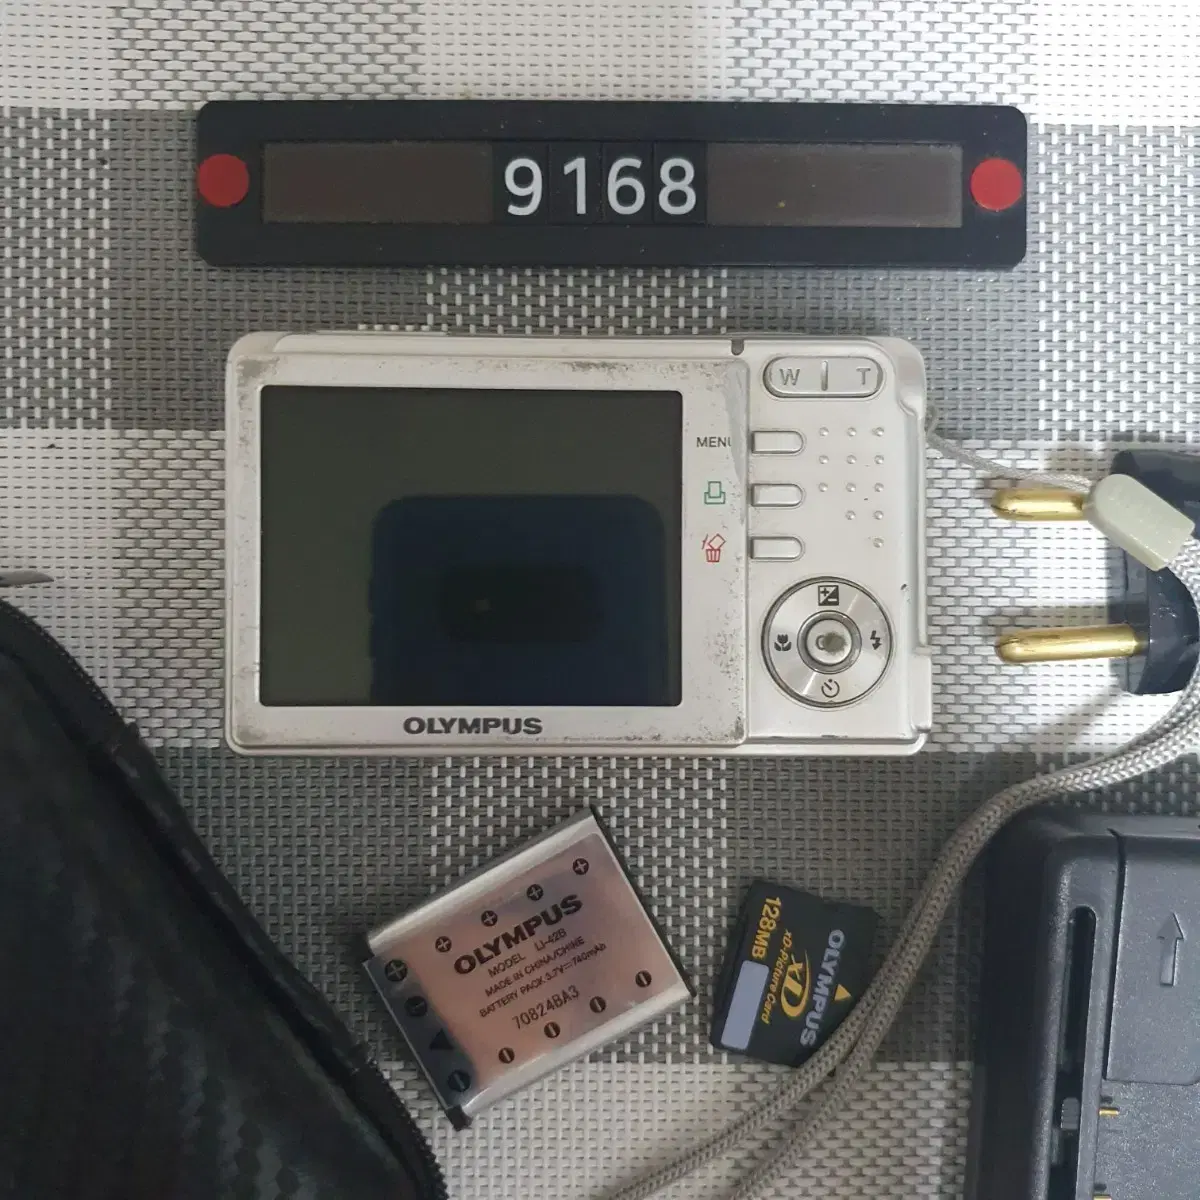 9168
W T
MENU
OLYMPUS
OLYMPUS
MODEL LI-42B
MADE IN CHINA/CHINE
BATTERY PACK 3.7V⎓740mAh
70824BA3
128MB
xD-Picture Card
XD
OLYMPUS